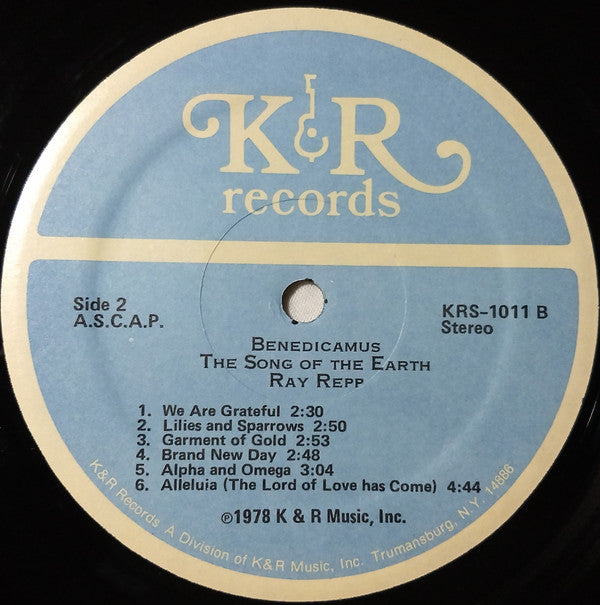 K&R
records
Side 2
A.S.C.A.P.
KRS-1011 B
Stereo
BENEDICAMUS
THE SONG OF THE EARTH
RAY REPP
1. We Are Grateful 2:30
2. Lilies and Sparrows 2:50
3. Garment of Gold 2:53
4. Brand New Day 2:48
5. Alpha and Omega 3:04
6. Alleluia (The Lord of Love has Come) 4:44
℗1978 K & R Music, Inc.
K&R Records A Division of K&R Music, Inc. Trumansburg, N.Y. 14886